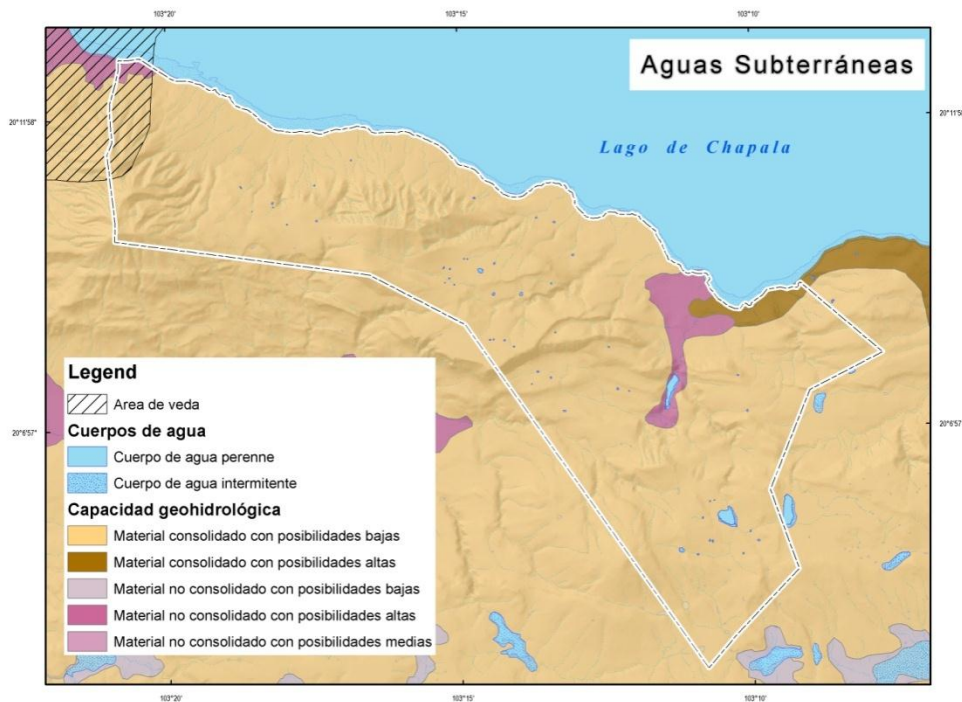 103°20'
103°15'
103°10'
Aguas Subterráneas
20°11'58"
Lago de Chapala
Legend
Area de veda
Cuerpos de agua
20°6'57"
20°6'57"
Cuerpo de agua perenne
Cuerpo de agua intermitente
Capacidad geohidrológica
Material consolidado con posibilidades bajas
Material consolidado con posibilidades altas
Material no consolidado con posibilidades bajas
Material no consolidado con posibilidades altas
Material no consolidado con posibilidades medias
103°20'
103°15'
103°10'